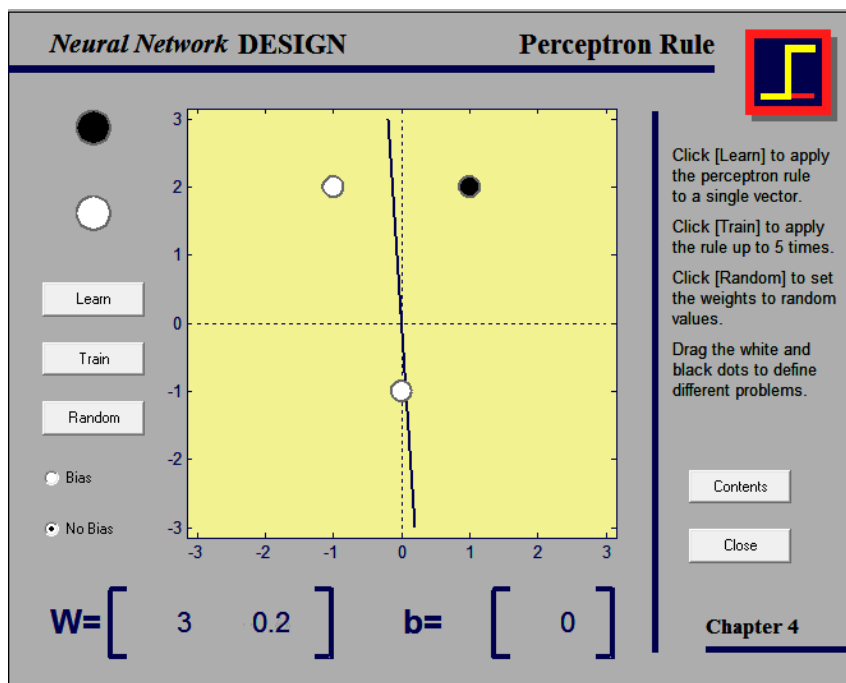 Neural Network DESIGN
Perceptron Rule
Click [Learn] to apply
the perceptron rule
to a single vector.
Click [Train] to apply
the rule up to 5 times.
Click [Random] to set
the weights to random
values.
Drag the white and
black dots to define
different problems.
Learn
Train
Random
Bias
No Bias
3
2
1
0
-1
-2
-3
-3 -2 -1 0 1 2 3
Contents
Close
W= [ 3 0.2 ] b= [ 0 ]
Chapter 4